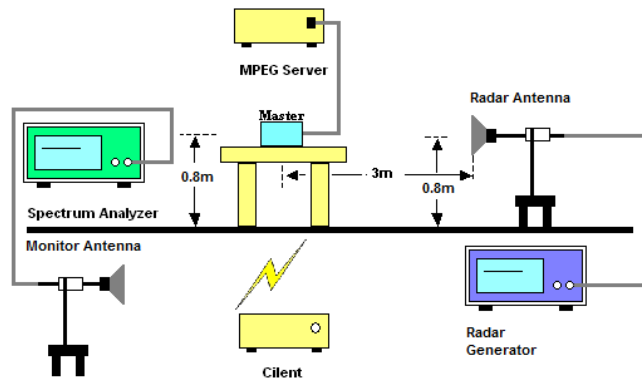 MPEG Server
Master
Radar Antenna
0.8m
3m
0.8m
Spectrum Analyzer
Monitor Antenna
Radar
Generator
Cilent